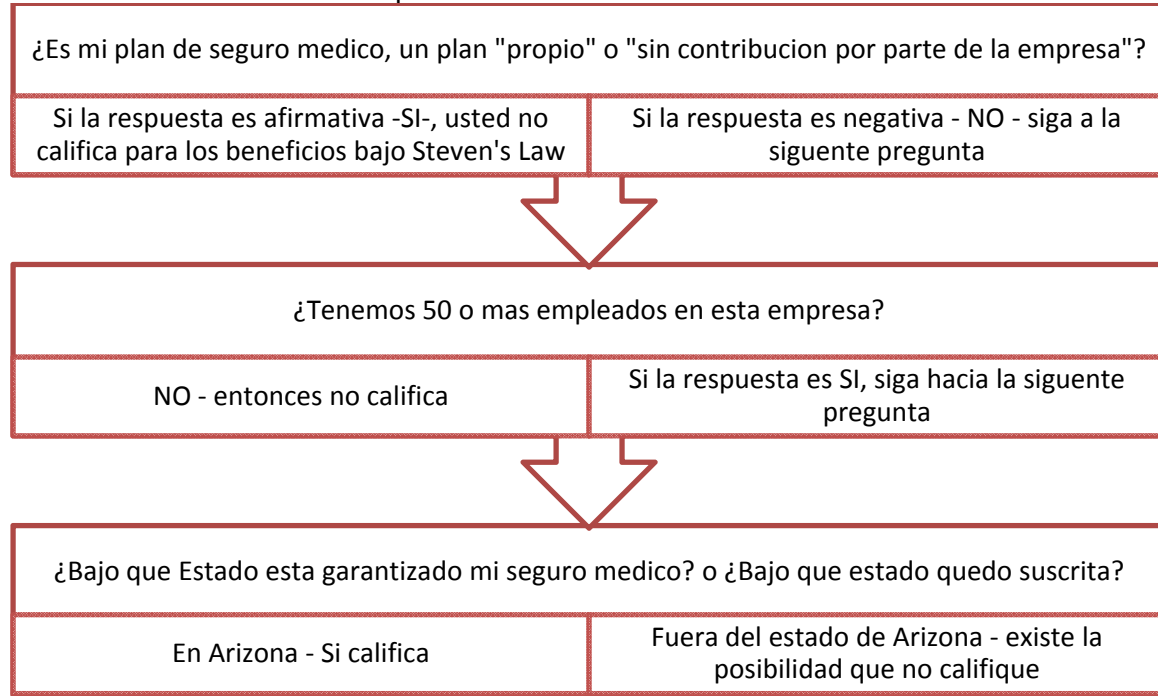 ¿Es mi plan de seguro medico, un plan "propio" o "sin contribucion por parte de la empresa"?
Si la respuesta es afirmativa -SI-, usted no
califica para los beneficios bajo Steven's Law
Si la respuesta es negativa - NO - siga a la
siguente pregunta
¿Tenemos 50 o mas empleados en esta empresa?
NO - entonces no califica
Si la respuesta es SI, siga hacia la siguente
pregunta
¿Bajo que Estado esta garantizado mi seguro medico? o ¿Bajo que estado quedo suscrita?
En Arizona - Si califica
Fuera del estado de Arizona - existe la
posibilidad que no califique